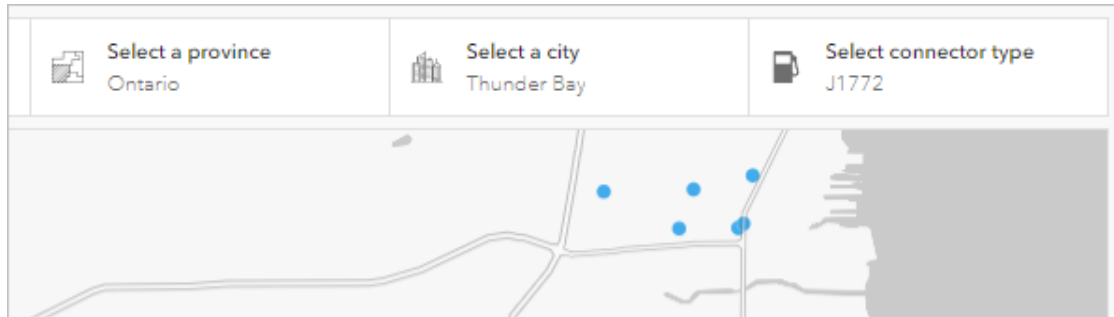 Select a province
Ontario
Select a city
Thunder Bay
Select connector type
J1772